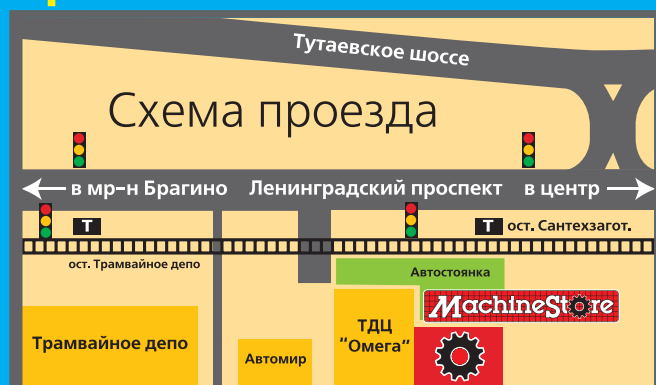 Тутаевское шоссе
Схема проезда
в мр-н Брагино Ленинградский проспект в центр
Т
Т ост. Сантехзагот.
ост. Трамвайное депо
Автостоянка
MachineStore
ТДЦ
"Омега"
Трамвайное депо
Автомир